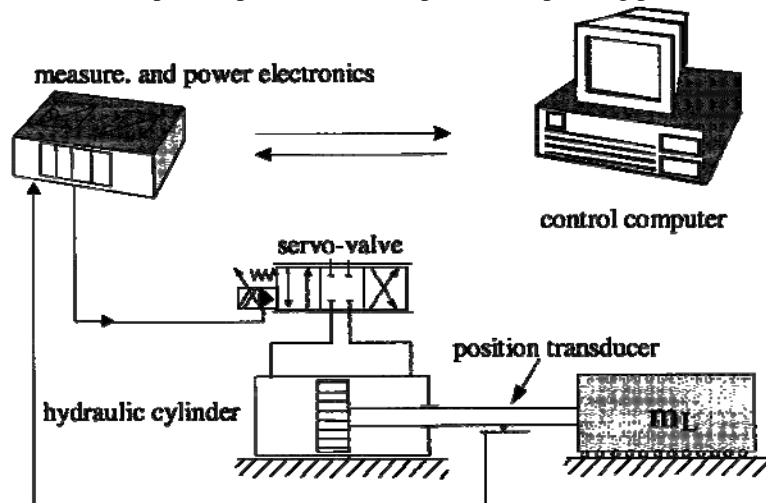 measure. and power electronics
control computer
servo-valve
position transducer
hydraulic cylinder
m_L